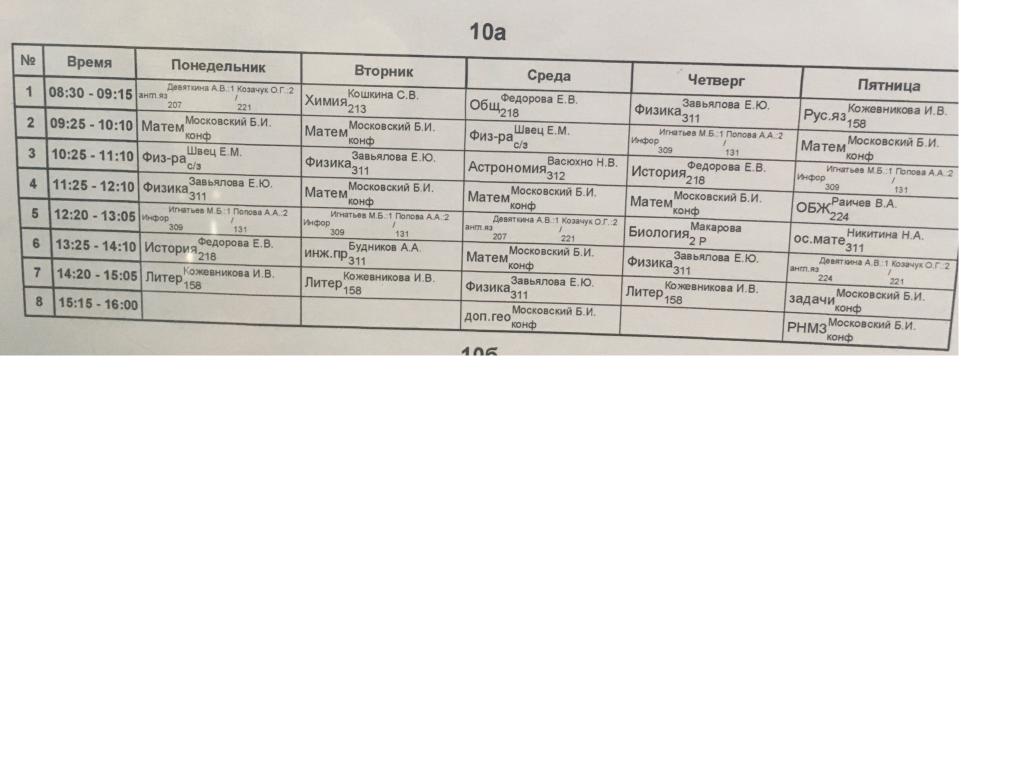 10а
№ Время Понедельник Вторник Среда Четверг Пятница
1 08:30 - 09:15 англ.яз Девяткина А.В.:1 Козачук О.Г.:2 207 / 221 Химия Кошкина С.В. 213 Общ Федорова Е.В. 218 Физика Завьялова Е.Ю. 311 Рус.яз Кожевникова И.В. 158
2 09:25 - 10:10 Матем Московский Б.И. конф Матем Московский Б.И. конф Физ-ра Швец Е.М. с/з Инфор Игнатьев М.Б.:1 Попова А.А.:2 309 / 131 Матем Московский Б.И. конф
3 10:25 - 11:10 Физ-ра Швец Е.М. с/з Физика Завьялова Е.Ю. 311 Астрономия Васюхно Н.В. 312 История Федорова Е.В. 218 Инфор Игнатьев М.Б.:1 Попова А.А.:2 309 / 131
4 11:25 - 12:10 Физика Завьялова Е.Ю. 311 Матем Московский Б.И. конф Матем Московский Б.И. конф Матем Московский Б.И. конф ОБЖ Раичев В.А. 224
5 12:20 - 13:05 Инфор Игнатьев М.Б.:1 Попова А.А.:2 309 / 131 Инфор Игнатьев М.Б.:1 Попова А.А.:2 309 / 131 англ.яз Девяткина А.В.:1 Козачук О.Г.:2 207 / 221 Биология Макарова 2 Р ос.мате Никитина Н.А. 311
6 13:25 - 14:10 История Федорова Е.В. 218 инж.пр Будников А.А. 311 Матем Московский Б.И. конф Физика Завьялова Е.Ю. 311 англ.яз Девяткина А.В.:1 Козачук О.Г.:2 224 / 221
7 14:20 - 15:05 Литер Кожевникова И.В. 158 Литер Кожевникова И.В. 158 Физика Завьялова Е.Ю. 311 Литер Кожевникова И.В. 158 задачи Московский Б.И. конф
8 15:15 - 16:00 доп.гео Московский Б.И. конф РНМЗ Московский Б.И. конф
10б